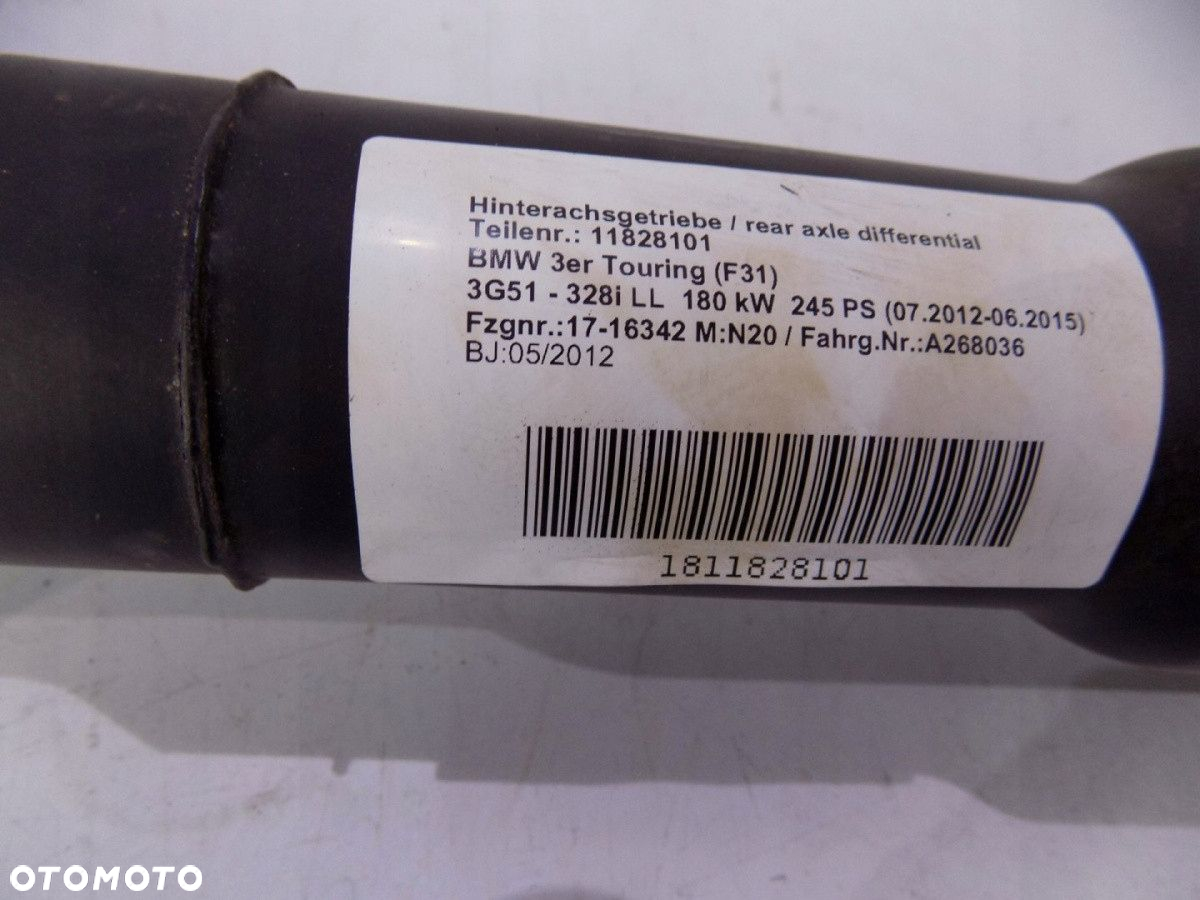 Hinterachsgetriebe / rear axle differential
Teilenr.: 11828101
BMW 3er Touring (F31)
3G51 - 328i LL 180 kW 245 PS (07.2012-06.2015)
Fzgnr.:17-16342 M:N20 / Fahrg.Nr.:A268036
BJ:05/2012
1811828101
OTOMOTO